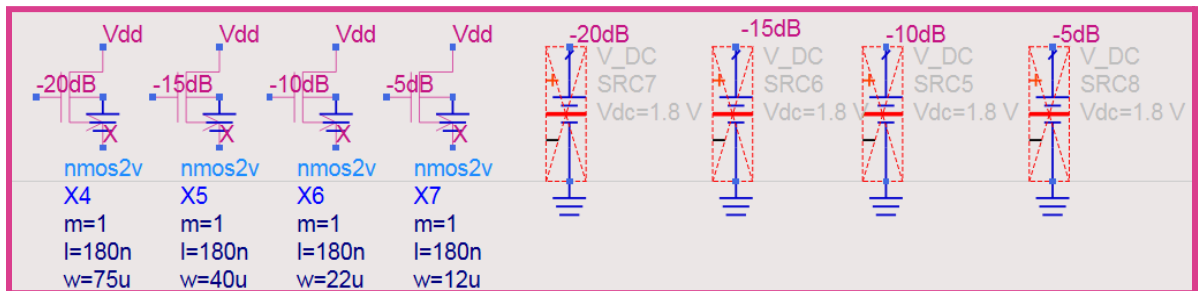 Vdd Vdd Vdd Vdd -20dB -15dB -10dB -5dB
-20dB -15dB -10dB -5dB V_DC V_DC V_DC V_DC
SRC7 SRC6 SRC5 SRC8
Vdc=1.8 V Vdc=1.8 V Vdc=1.8 V Vdc=1.8 V
X X X X
nmos2v nmos2v nmos2v nmos2v
X4 X5 X6 X7
m=1 m=1 m=1 m=1
l=180n l=180n l=180n l=180n
w=75u w=40u w=22u w=12u